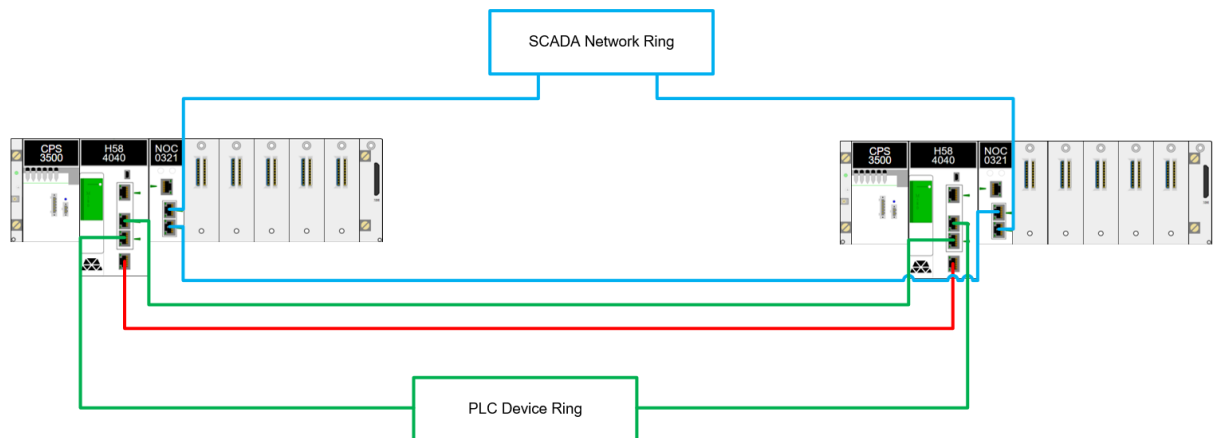 SCADA Network Ring
CPS
3500
H58
4040
NOC
0321
CPS
3500
H58
4040
NOC
0321
PLC Device Ring